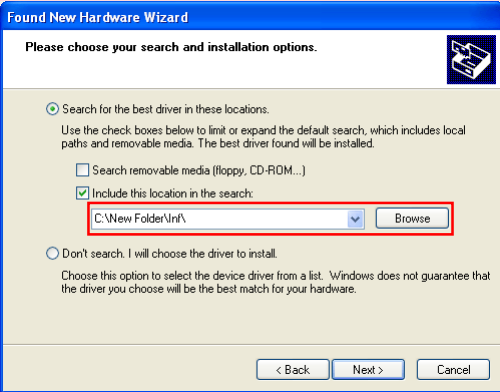 Found New Hardware Wizard
Please choose your search and installation options.
Search for the best driver in these locations.
Use the check boxes below to limit or expand the default search, which includes local
paths and removable media. The best driver found will be installed.
Search removable media (floppy, CD-ROM...)
Include this location in the search:
C:\New Folder\Inf\
Browse
Don't search. I will choose the driver to install.
Choose this option to select the device driver from a list. Windows does not guarantee that
the driver you choose will be the best match for your hardware.
< Back
Next >
Cancel